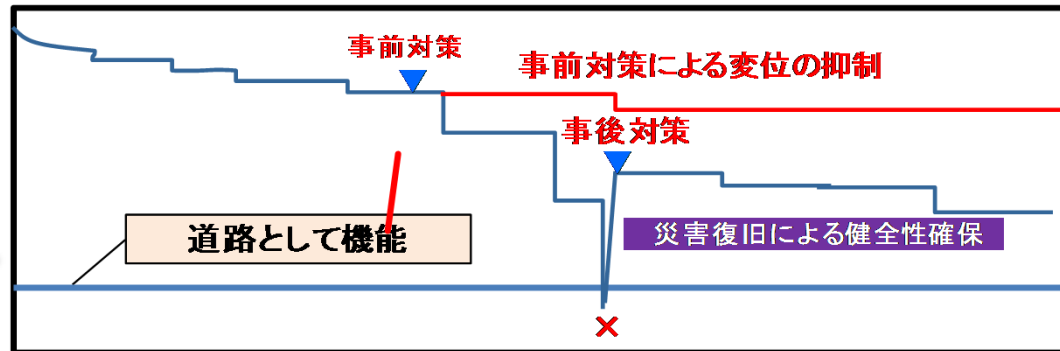 事前対策
事前対策による変位の抑制
事後対策
道路として機能
災害復旧による健全性確保
×